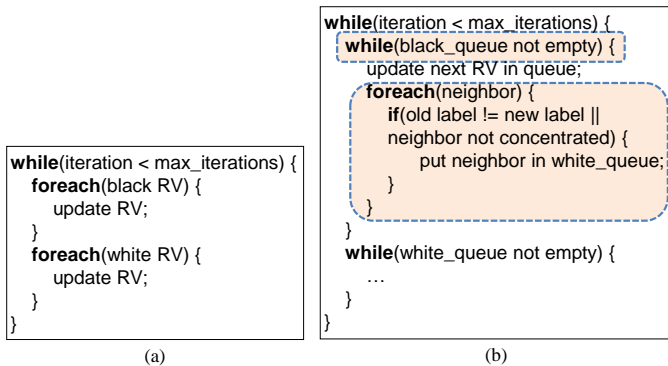 while(iteration < max_iterations) {
foreach(black RV) {
update RV;
}
foreach(white RV) {
update RV;
}
}
(a)
while(iteration < max_iterations) {
while(black_queue not empty) {
update next RV in queue;
foreach(neighbor) {
if(old label != new label ||
neighbor not concentrated) {
put neighbor in white_queue;
}
}
}
while(white_queue not empty) {
…
}
}
(b)